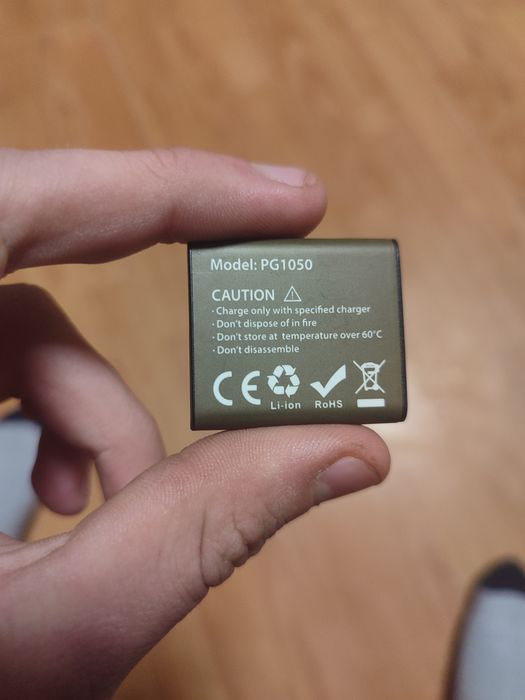 Model: PG1050
CAUTION
· Charge only with specified charger
· Don't dispose of in fire
· Don't store at temperature over 60°C
· Don't disassemble
CE
Li-ion RoHS